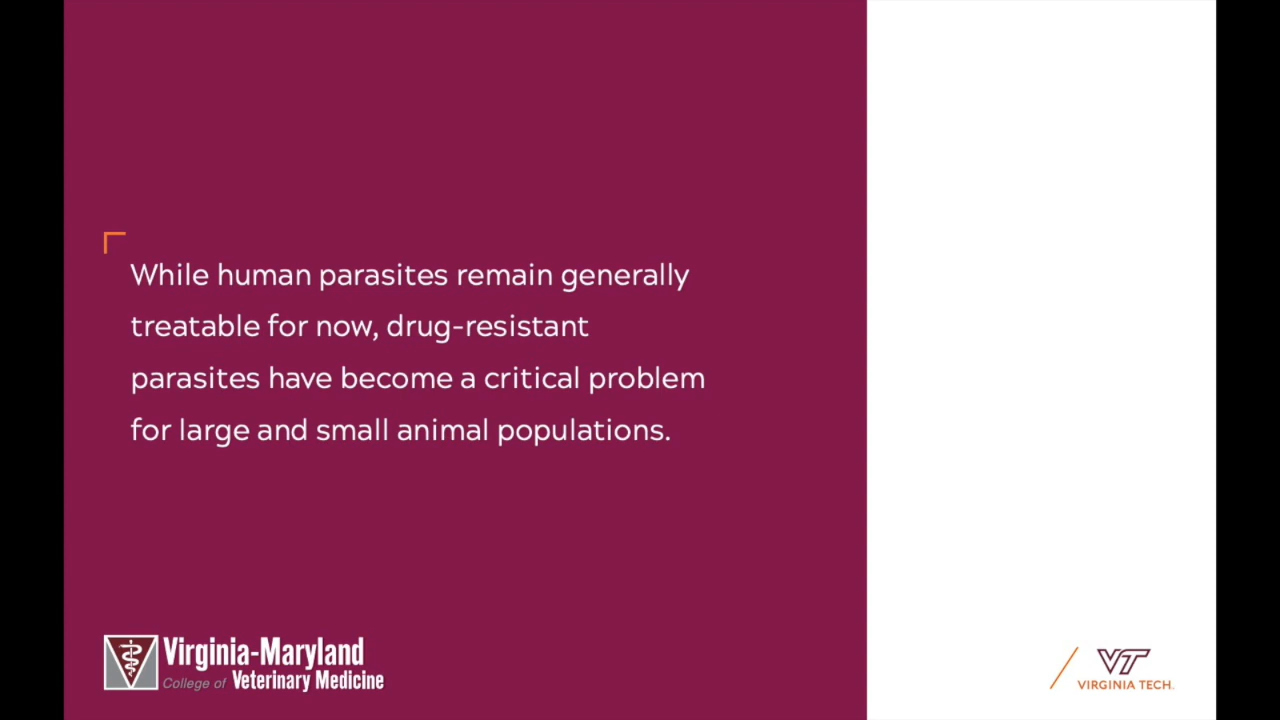 While human parasites remain generally
treatable for now, drug-resistant
parasites have become a critical problem
for large and small animal populations.
Virginia-Maryland
College of Veterinary Medicine
VT
VIRGINIA TECH.